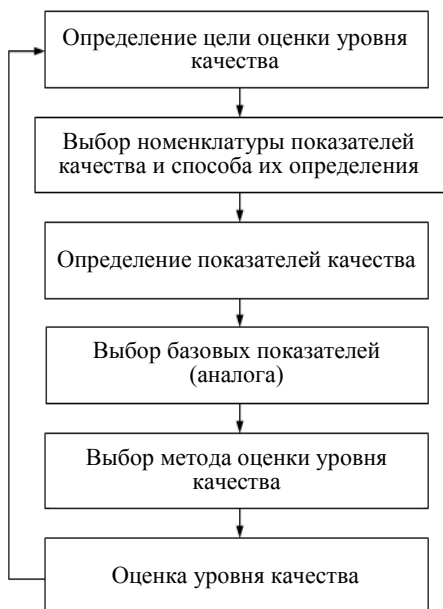 Определение цели оценки уровня
качества
Выбор номенклатуры показателей
качества и способа их определения
Определение показателей качества
Выбор базовых показателей
(аналога)
Выбор метода оценки уровня
качества
Оценка уровня качества